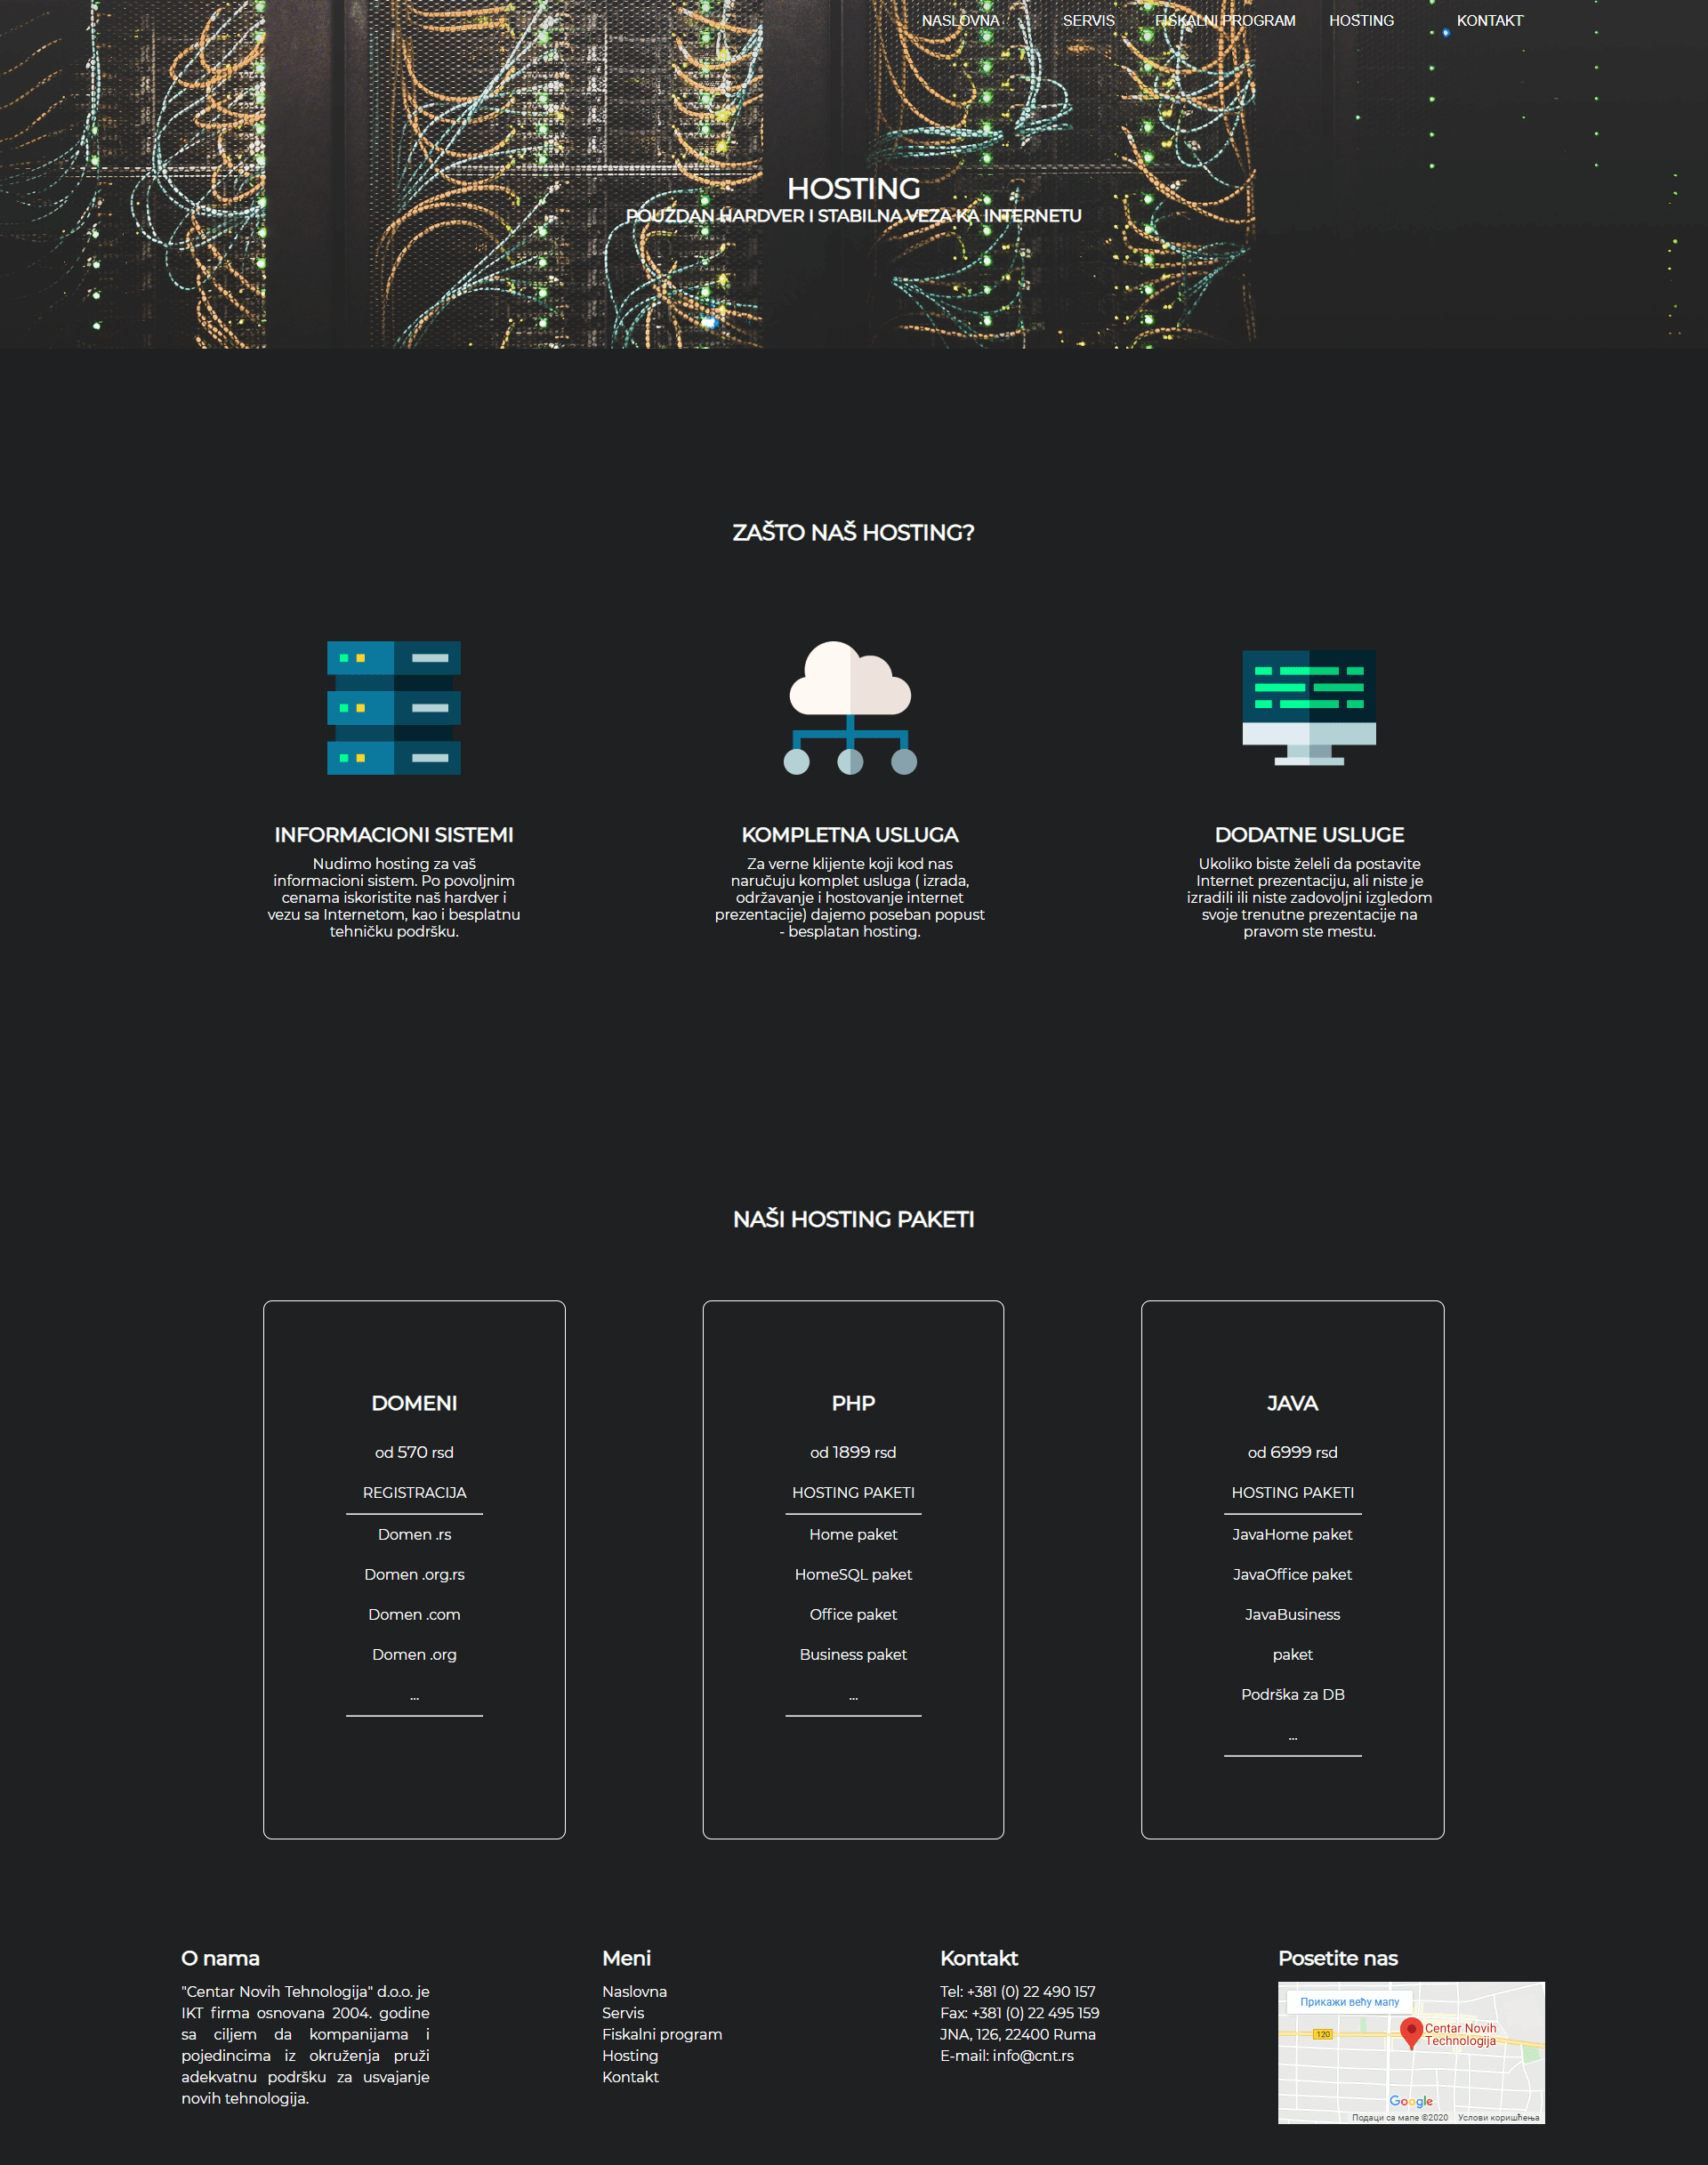 NASLOVNA SERVIS FISKALNI PROGRAM HOSTING KONTAKT
HOSTING
POUZDAN HARDVER I STABILNA VEZA KA INTERNETU
ZAŠTO NAŠ HOSTING?
INFORMACIONI SISTEMI
Nudimo hosting za vaš
informacioni sistem. Po povoljnim
cenama iskoristite naš hardver i
vezu sa Internetom, kao i besplatnu
tehničku podršku.
KOMPLETNA USLUGA
Za verne klijente koji kod nas
naručuju komplet usluga ( izrada,
održavanje i hostovanje internet
prezentacije) dajemo poseban popust
- besplatan hosting.
DODATNE USLUGE
Ukoliko biste želeli da postavite
Internet prezentaciju, ali niste je
izradili ili niste zadovoljni izgledom
svoje trenutne prezentacije na
pravom ste mestu.
NAŠI HOSTING PAKETI
DOMENI
od 570 rsd
REGISTRACIJA
Domen .rs
Domen .org.rs
Domen .com
Domen .org
...
PHP
od 1899 rsd
HOSTING PAKETI
Home paket
HomeSQL paket
Office paket
Business paket
...
JAVA
od 6999 rsd
HOSTING PAKETI
JavaHome paket
JavaOffice paket
JavaBusiness
paket
Podrška za DB
...
O nama
"Centar Novih Tehnologija" d.o.o. je
IKT firma osnovana 2004. godine
sa ciljem da kompanijama i
pojedincima iz okruženja pruži
adekvatnu podršku za usvajanje
novih tehnologija.
Meni
Naslovna
Servis
Fiskalni program
Hosting
Kontakt
Kontakt
Tel: +381 (0) 22 490 157
Fax: +381 (0) 22 495 159
JNA, 126, 22400 Ruma
E-mail: info@cnt.rs
Posetite nas
Прикажи већу мапу
120
Centar Novih
Technologija
Google
Подаци са мапе ©2020 Услови коришћења